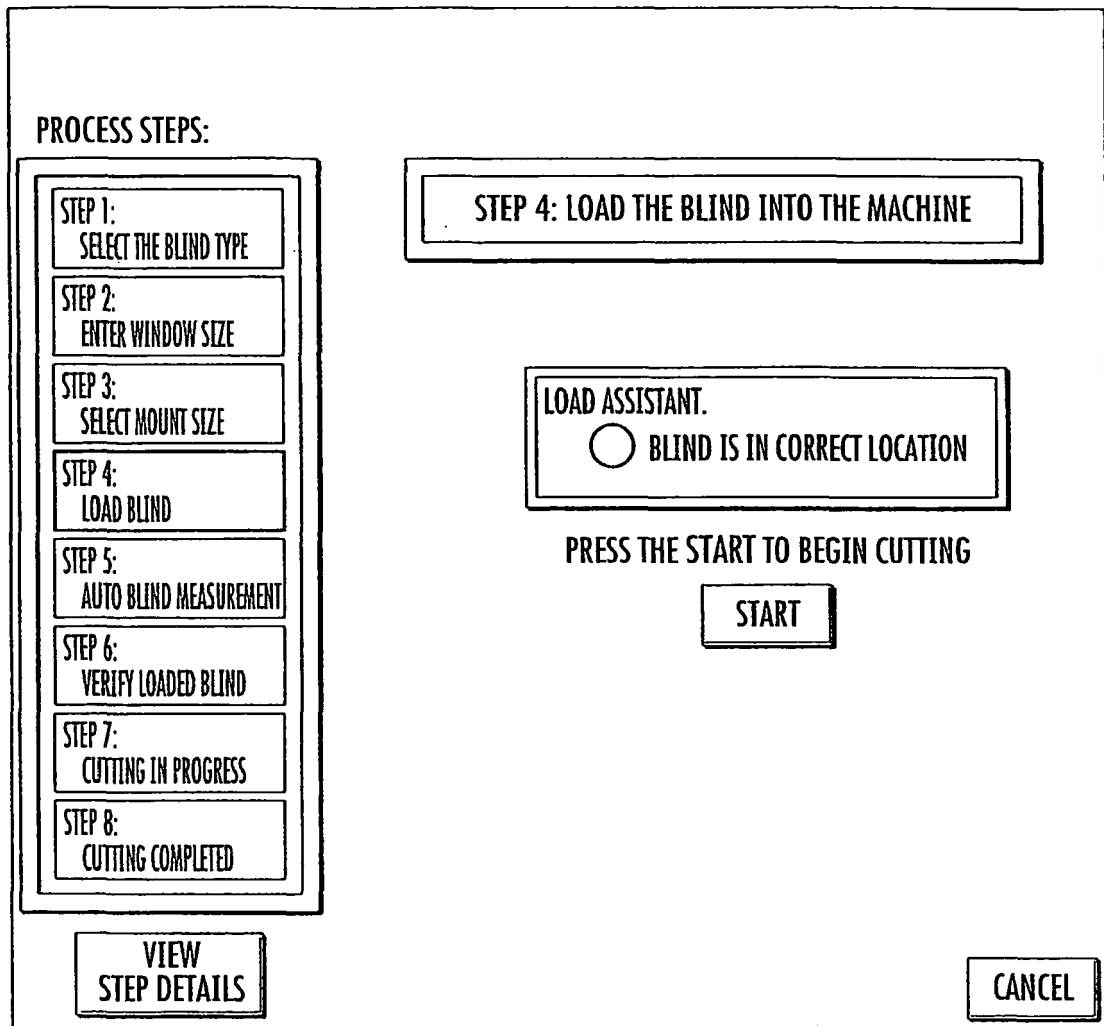 PROCESS STEPS:
STEP 1:
SELECT THE BLIND TYPE
STEP 2:
ENTER WINDOW SIZE
STEP 3:
SELECT MOUNT SIZE
STEP 4:
LOAD BLIND
STEP 5:
AUTO BLIND MEASUREMENT
STEP 6:
VERIFY LOADED BLIND
STEP 7:
CUTTING IN PROGRESS
STEP 8:
CUTTING COMPLETED
VIEW
STEP DETAILS
STEP 4: LOAD THE BLIND INTO THE MACHINE
LOAD ASSISTANT.
BLIND IS IN CORRECT LOCATION
PRESS THE START TO BEGIN CUTTING
START
CANCEL